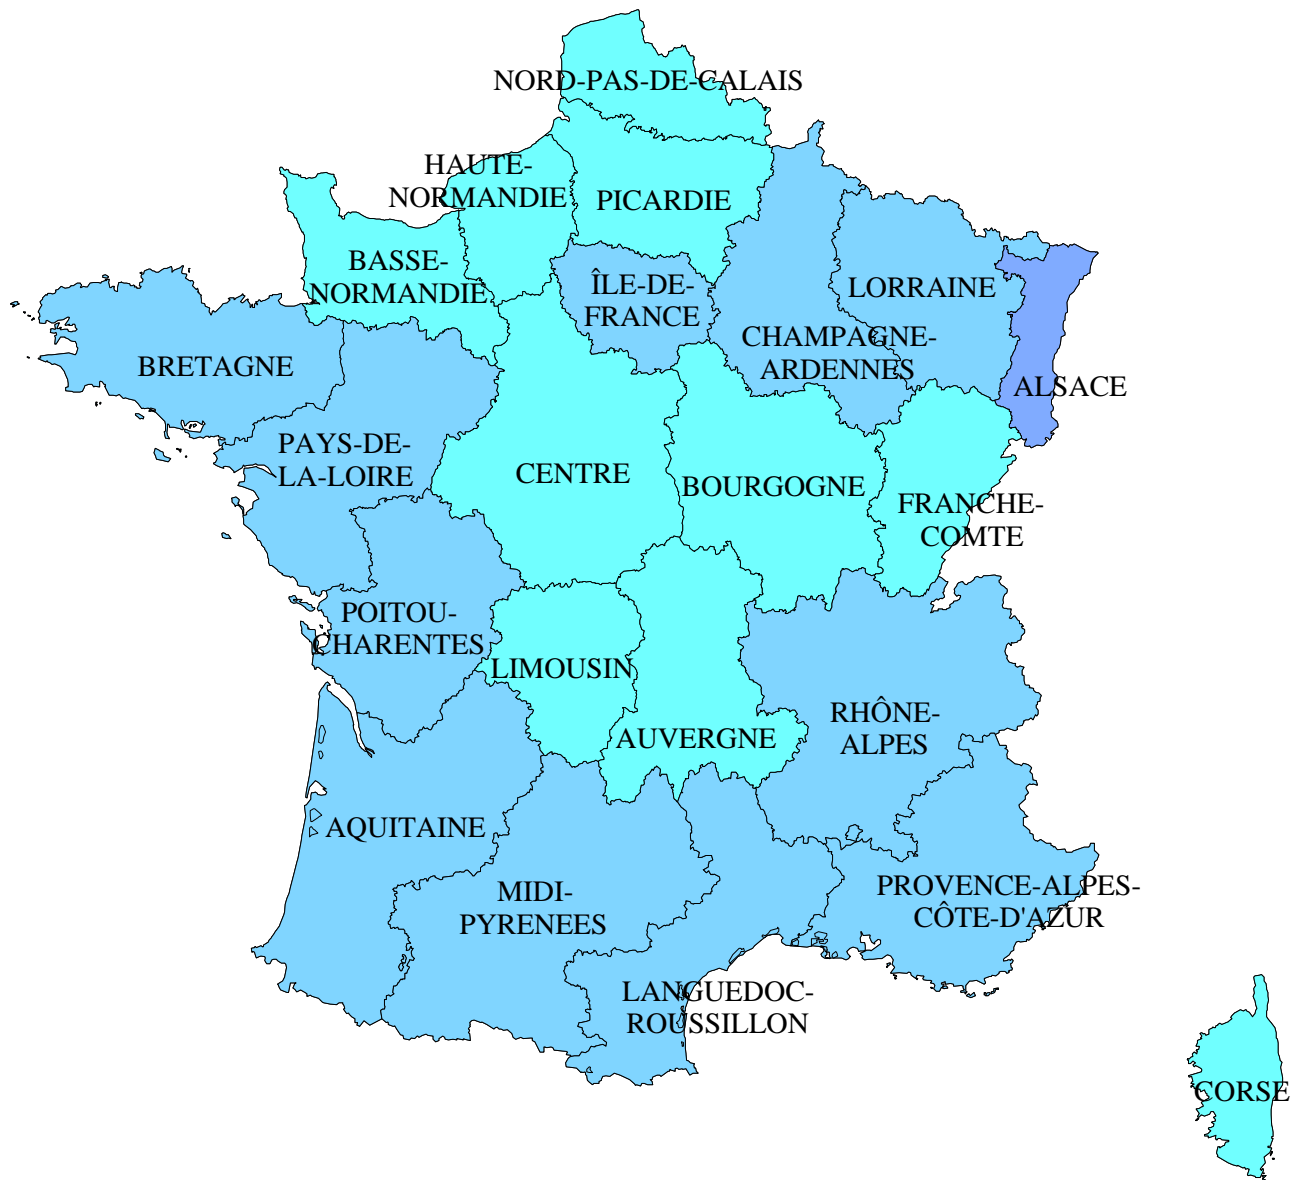 NORD-PAS-DE-CALAIS
HAUTE-
NORMANDIE
PICARDIE
BASSE-
NORMANDIE
ÎLE-DE-
FRANCE
LORRAINE
CHAMPAGNE-
ARDENNES
BRETAGNE
ALSACE
PAYS-DE-
LA-LOIRE
CENTRE
BOURGOGNE
FRANCHE-
COMTE
POITOU-
CHARENTES
LIMOUSIN
AUVERGNE
RHÔNE-
ALPES
AQUITAINE
MIDI-
PYRENEES
PROVENCE-ALPES-
CÔTE-D'AZUR
LANGUEDOC-
ROUSSILLON
CORSE